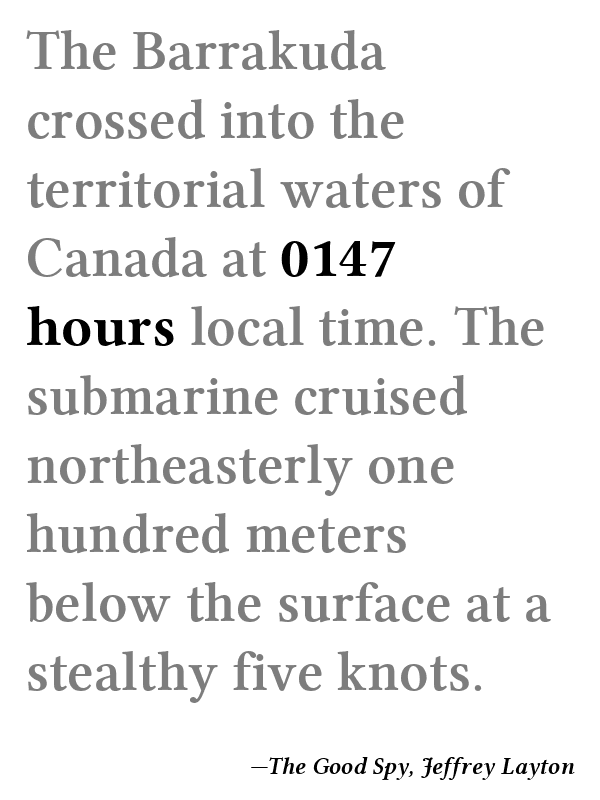 The Barrakuda
crossed into the
territorial waters of
Canada at 0147
hours local time. The
submarine cruised
northeasterly one
hundred meters
below the surface at a
stealthy five knots.
—The Good Spy, Jeffrey Layton